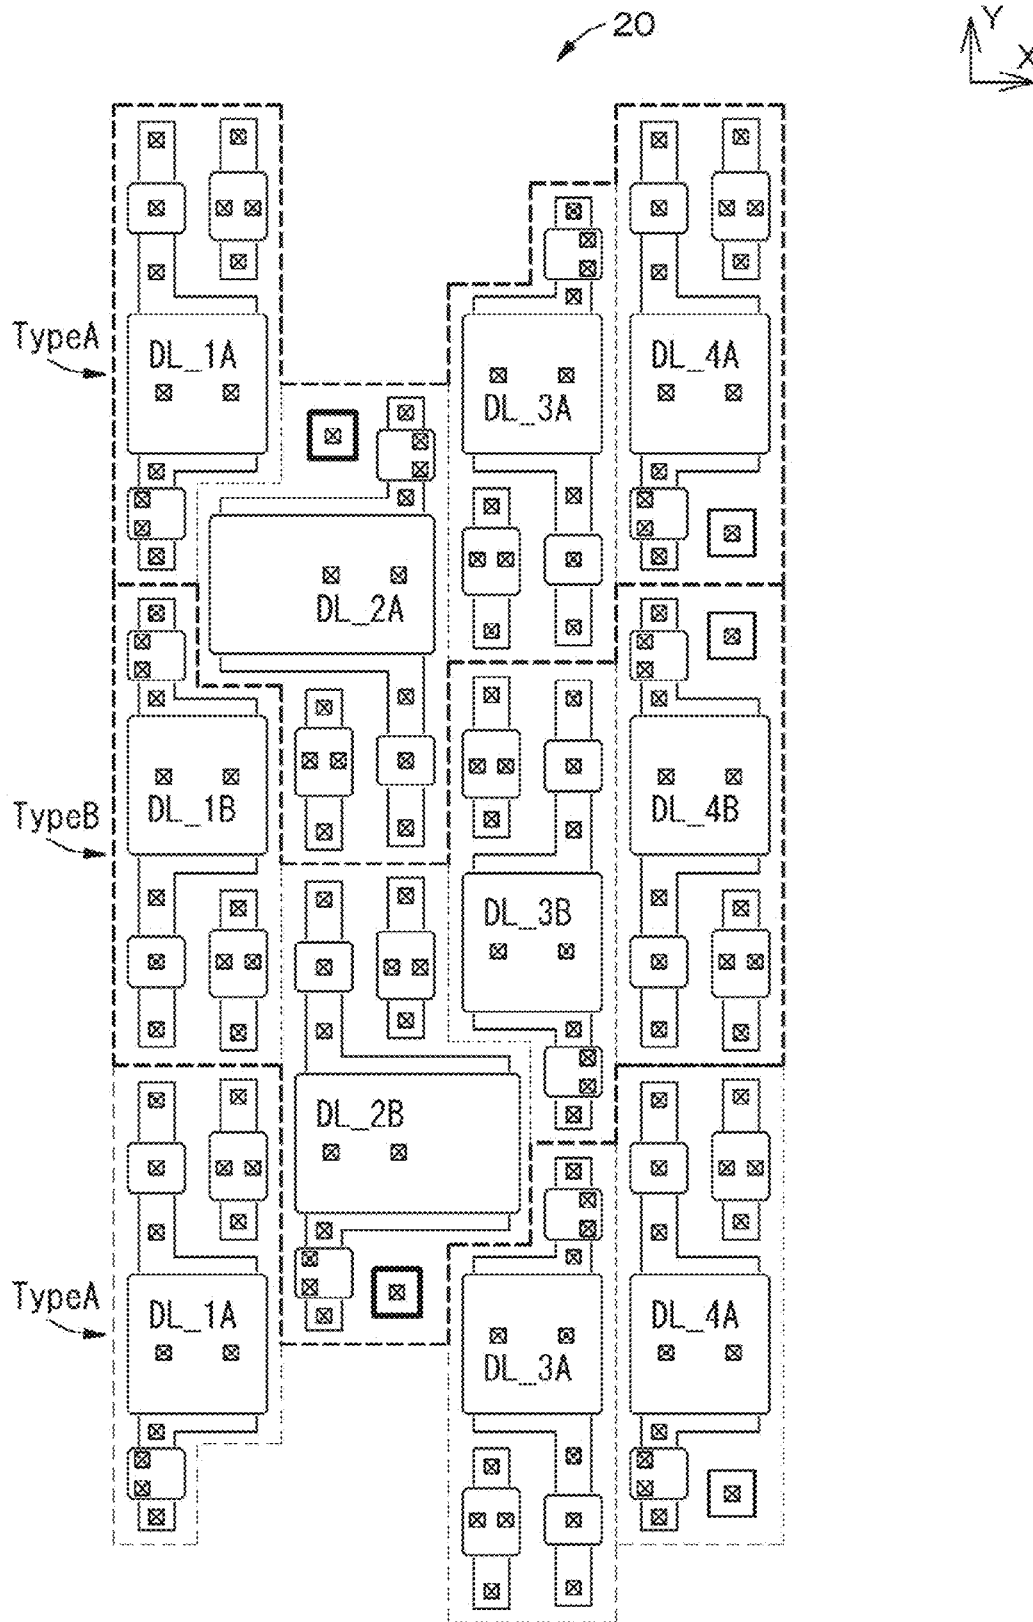 20
Y
X
TypeA
DL_1A
DL_3A
DL_4A
DL_2A
TypeB
DL_1B
DL_4B
DL_3B
DL_2B
TypeA
DL_1A
DL_3A
DL_4A